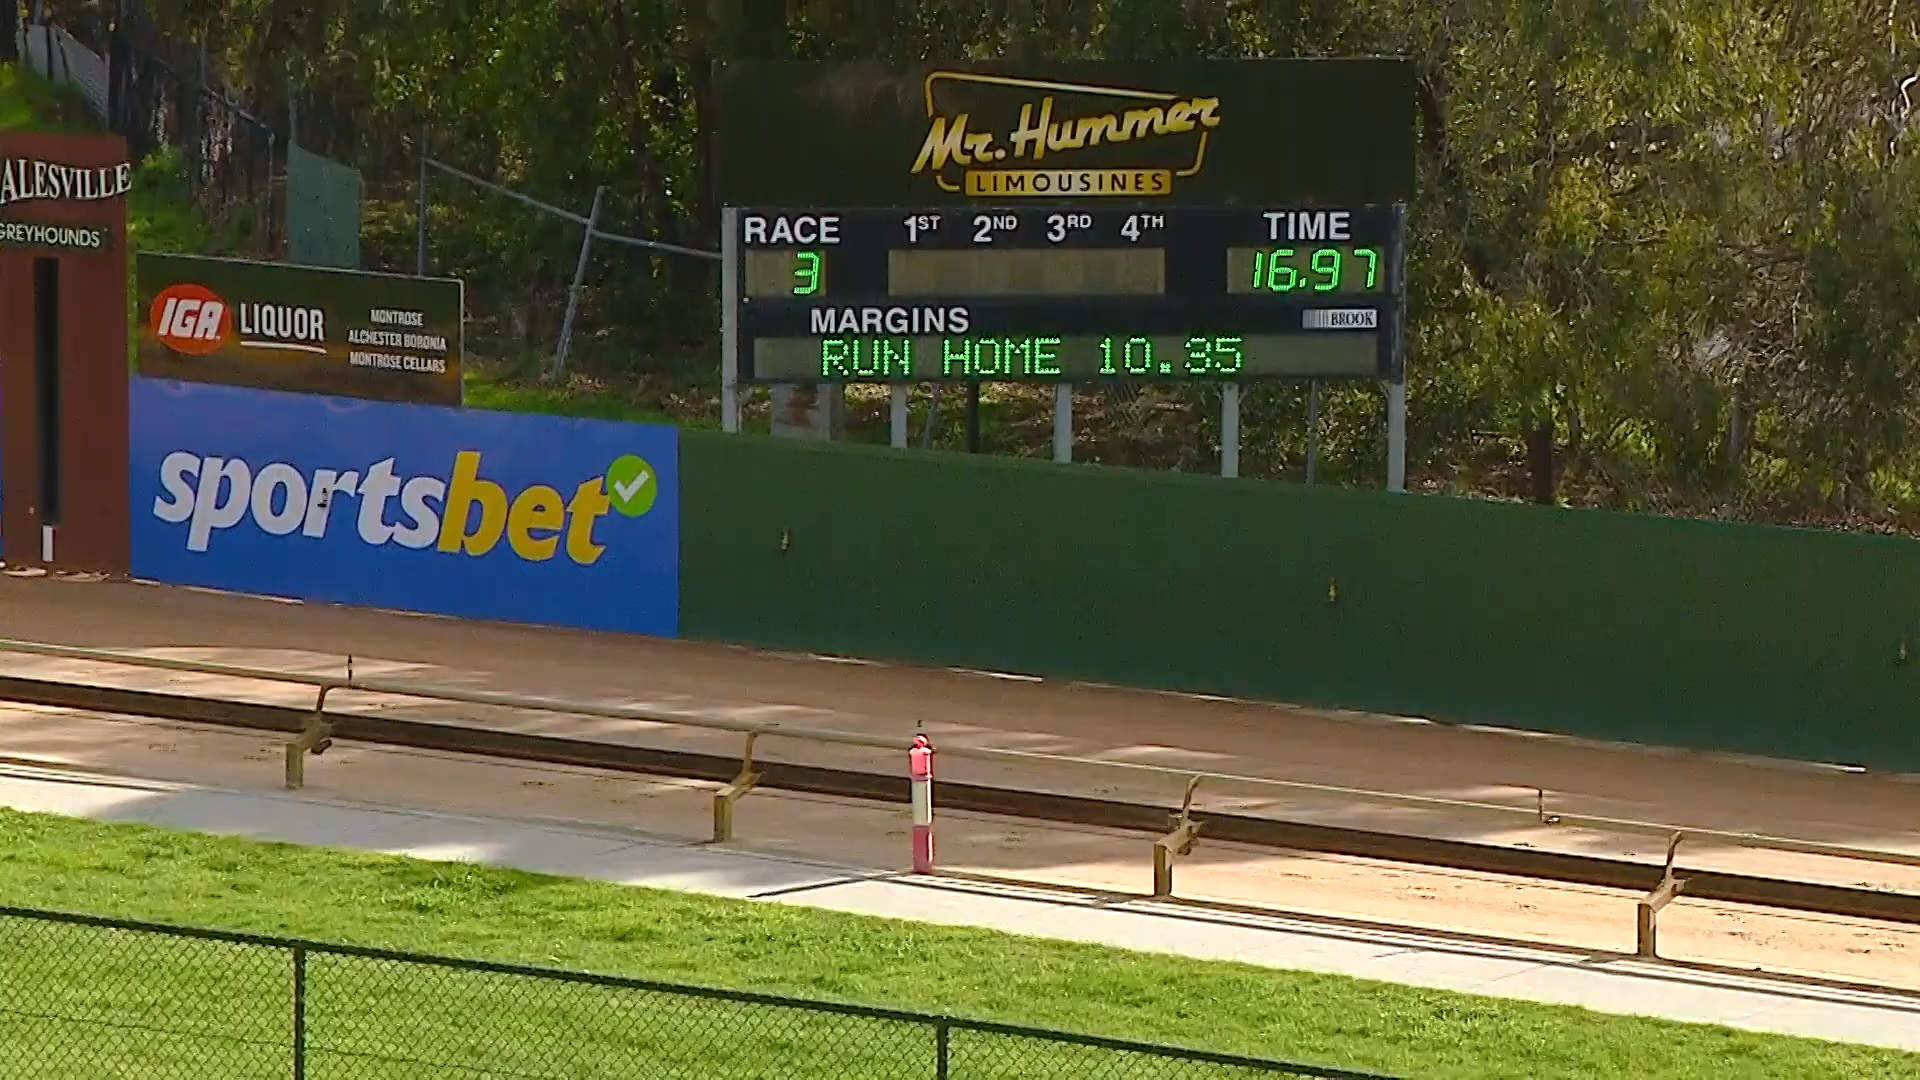 Mr. Hummer
LIMOUSINES
ALESVILLE
GREYHOUNDS
RACE 1ST 2ND 3RD 4TH TIME
3 16.97
MARGINS
BROOK
RUN HOME 10.35
IGA LIQUOR
MONTROSE
ALCHESTER BORONIA
MONTROSE CELLARS
sportsbet